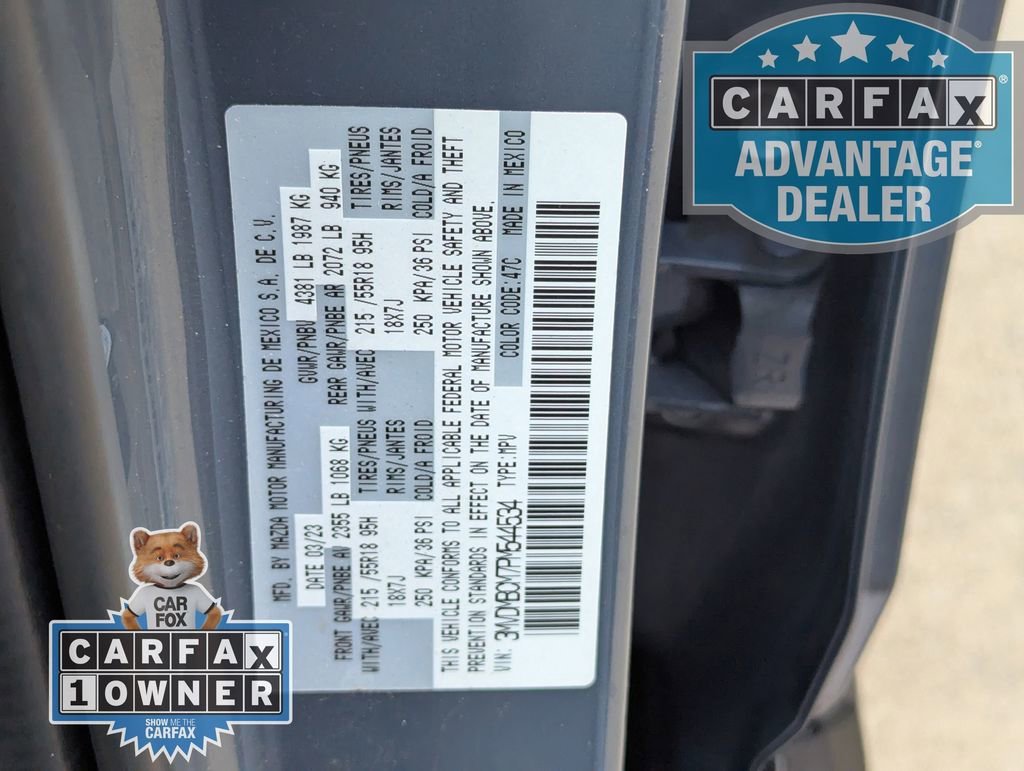 MFD. BY MAZDA MOTOR MANUFACTURING DE MEXICO S.A. DE C.V.
DATE 03/23 GVWR/PNBV 4381 LB 1987 KG
FRONT GAWR/PNBE AV 2355 LB 1068 KG REAR GAWR/PNBE AR 2072 LB 940 KG
WITH/AVEC 215 /55R18 95H TIRES/PNEUS WITH/AVEC 215 /55R18 95H TIRES/PNEUS
18X7J RIMS/JANTES 18X7J RIMS/JANTES
250 KPA/36 PSI COLD/A FROID 250 KPA/36 PSI COLD/A FROID
THIS VEHICLE CONFORMS TO ALL APPLICABLE FEDERAL MOTOR VEHICLE SAFETY AND THEFT
PREVENTION STANDARDS IN EFFECT ON THE DATE OF MANUFACTURE SHOWN ABOVE.
VIN: 3MVDMBCM7PM544534 TYPE:MPV COLOR CODE:47C MADE IN MEXICO
CARFAX®
ADVANTAGE®
DEALER
CAR
FOX
CARFAX
1 OWNER
SHOW ME THE
CARFAX